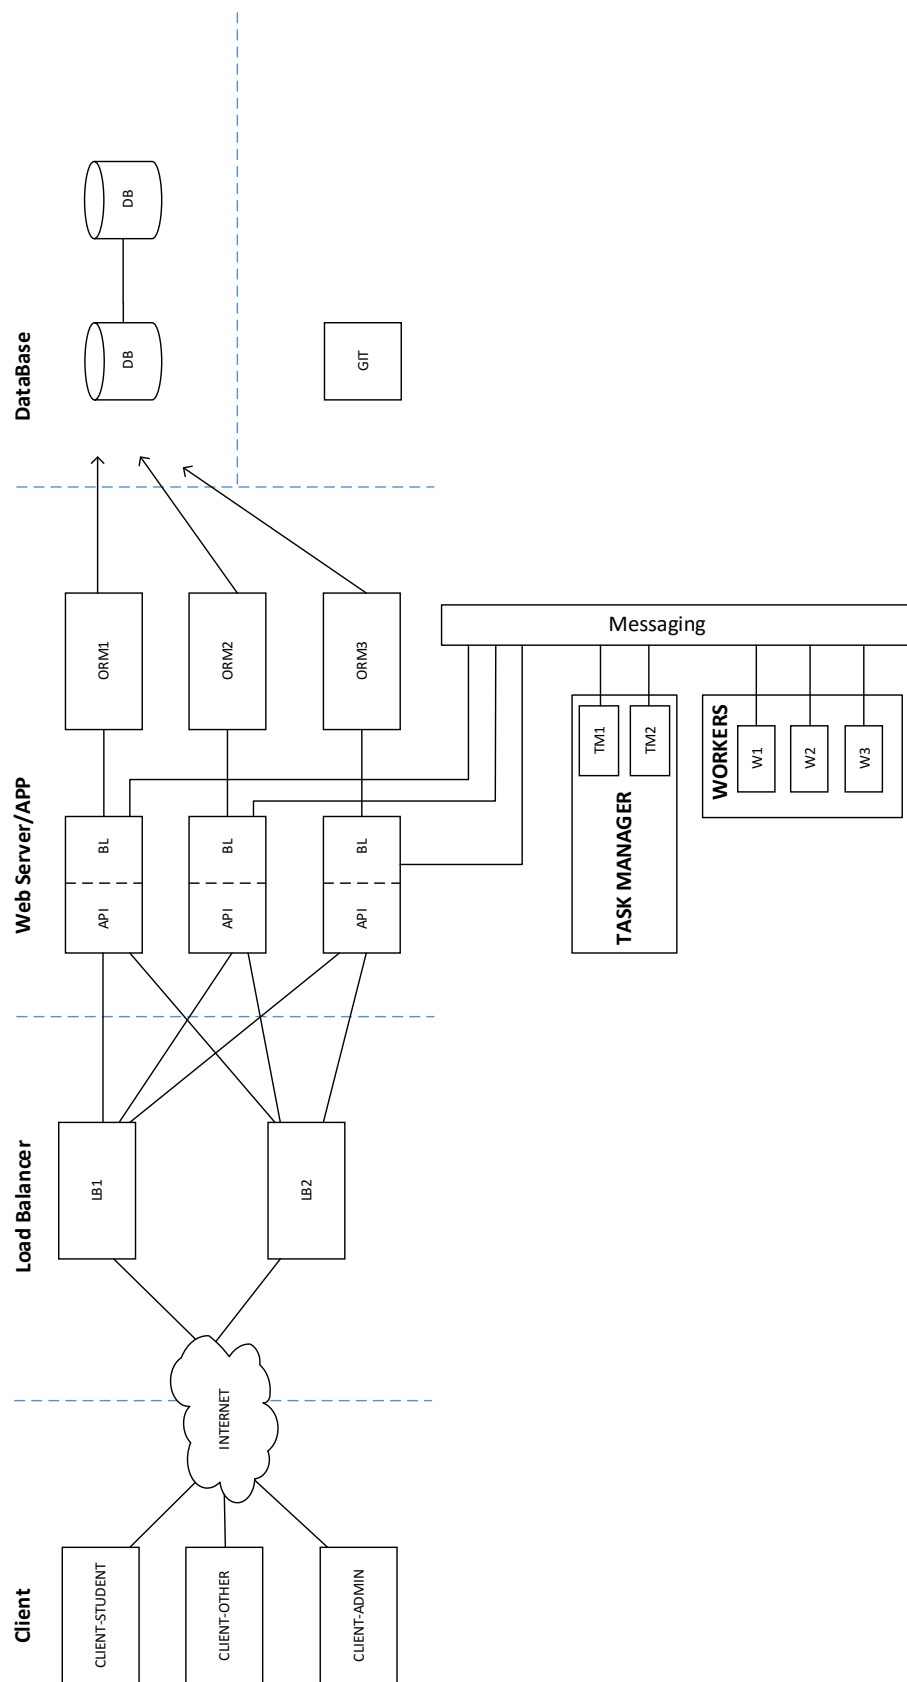 Client
Load Balancer
Web Server/APP
DataBase
CLIENT-STUDENT
CLIENT-OTHER
CLIENT-ADMIN
INTERNET
LB1
LB2
API
BL
API
BL
API
BL
ORM1
ORM2
ORM3
DB
DB
GIT
Messaging
TASK MANAGER
TM1
TM2
WORKERS
W1
W2
W3